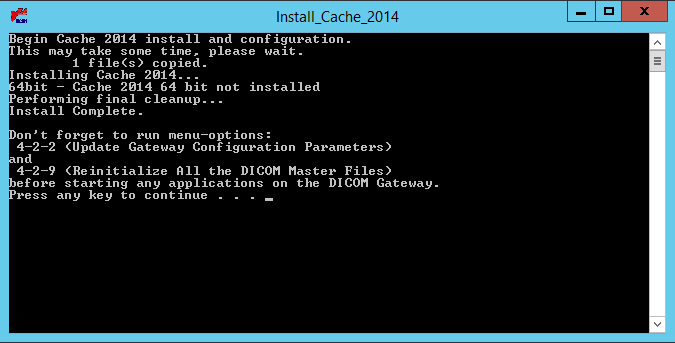 Install_Cache_2014
Begin Cache 2014 install and configuration.
This may take some time, please wait.
        1 file(s) copied.
Installing Cache 2014...
64bit - Cache 2014 64 bit not installed
Performing final cleanup...
Install Complete.

Don't forget to run menu-options:
 4-2-2 (Update Gateway Configuration Parameters)
and
 4-2-9 (Reinitialize All the DICOM Master Files)
before starting any applications on the DICOM Gateway.
Press any key to continue . . . _